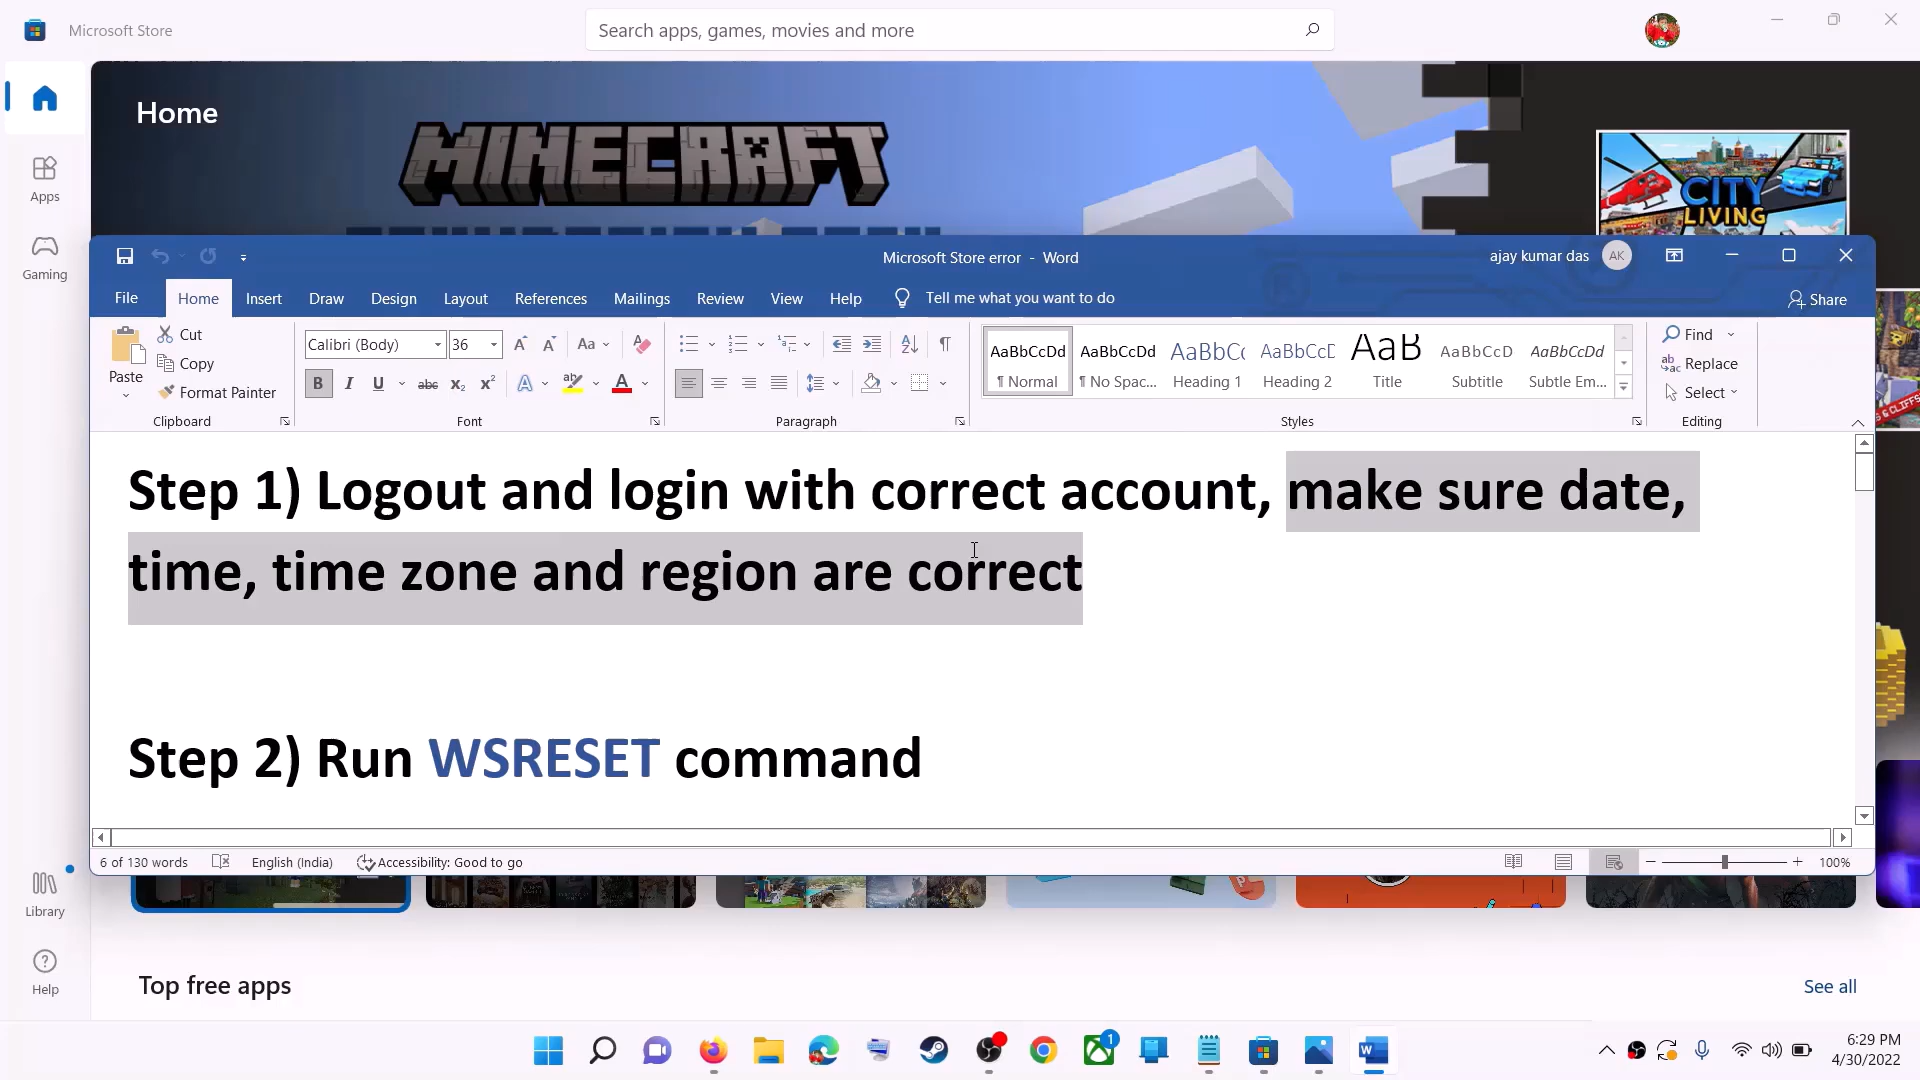 Microsoft Store
Search apps, games, movies and more
Home
MINECRAFT
CITY
LIVING
Apps
Gaming
Microsoft Store error - Word
ajay kumar das
AK
File
Home
Insert
Draw
Design
Layout
References
Mailings
Review
View
Help
Tell me what you want to do
Share
Paste
Cut
Copy
Format Painter
Clipboard
Calibri (Body)
36
Font
Paragraph
AaBbCcDd
¶ Normal
AaBbCcDd
¶ No Spac...
AaBbCc
Heading 1
AaBbCcD
Heading 2
AaB
Title
AaBbCcD
Subtitle
AaBbCcDd
Subtle Em...
Styles
Find
Replace
Select
Editing
Step 1) Logout and login with correct account, make sure date,
time, time zone and region are correct
Step 2) Run WSRESET command
6 of 130 words
English (India)
Accessibility: Good to go
100%
Library
Help
Top free apps
See all
1
6:29 PM
4/30/2022